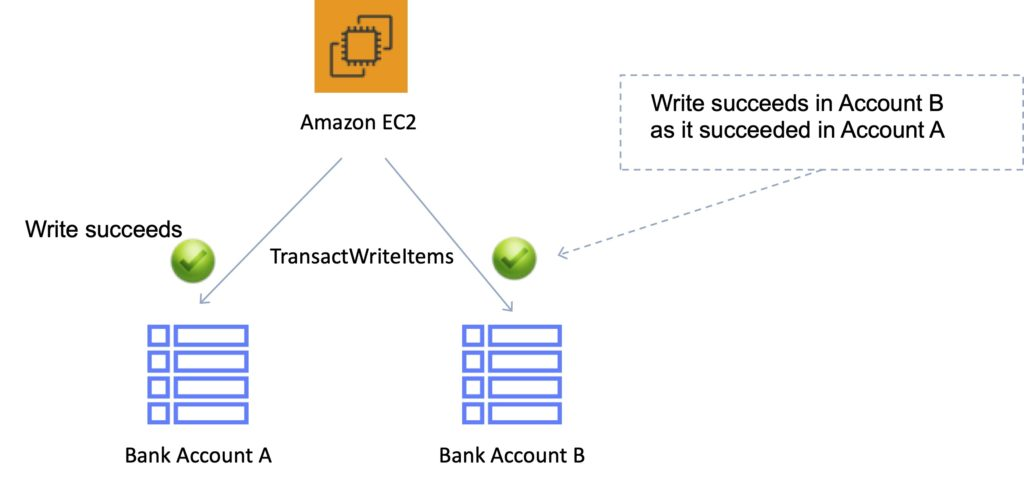 Amazon EC2
Write succeeds in Account B
as it succeeded in Account A
Write succeeds
TransactWriteItems
Bank Account A
Bank Account B